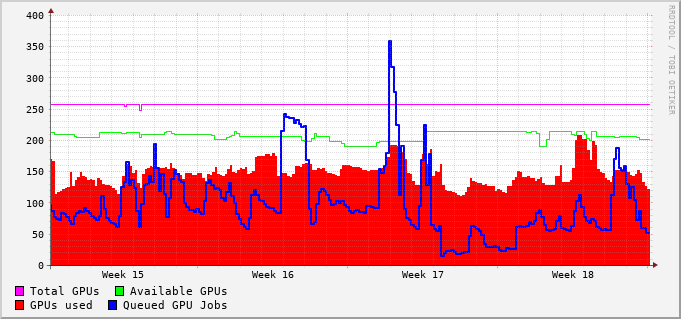 400
350
300
250
200
150
100
50
0
Week 15 Week 16 Week 17 Week 18
Total GPUs Available GPUs
GPUs used Queued GPU Jobs
RRDTOOL / TOBI OETIKER